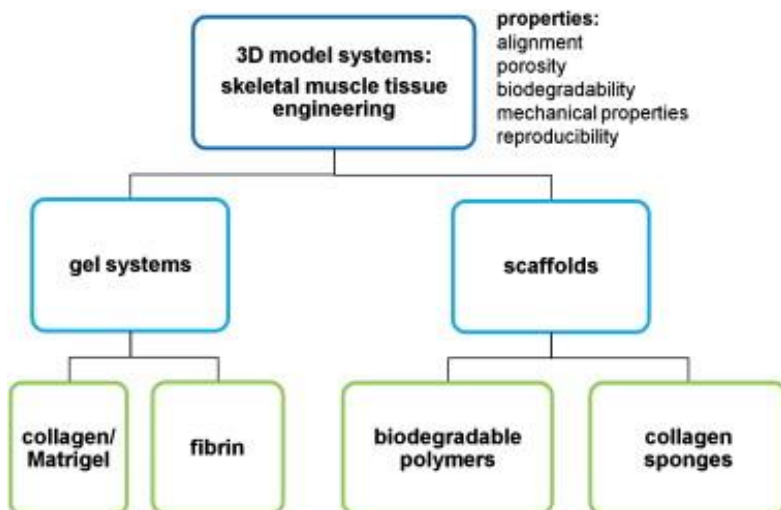 3D model systems:
skeletal muscle tissue
engineering
properties:
alignment
porosity
biodegradability
mechanical properties
reproducibility
gel systems
scaffolds
collagen/
Matrigel
fibrin
biodegradable
polymers
collagen
sponges